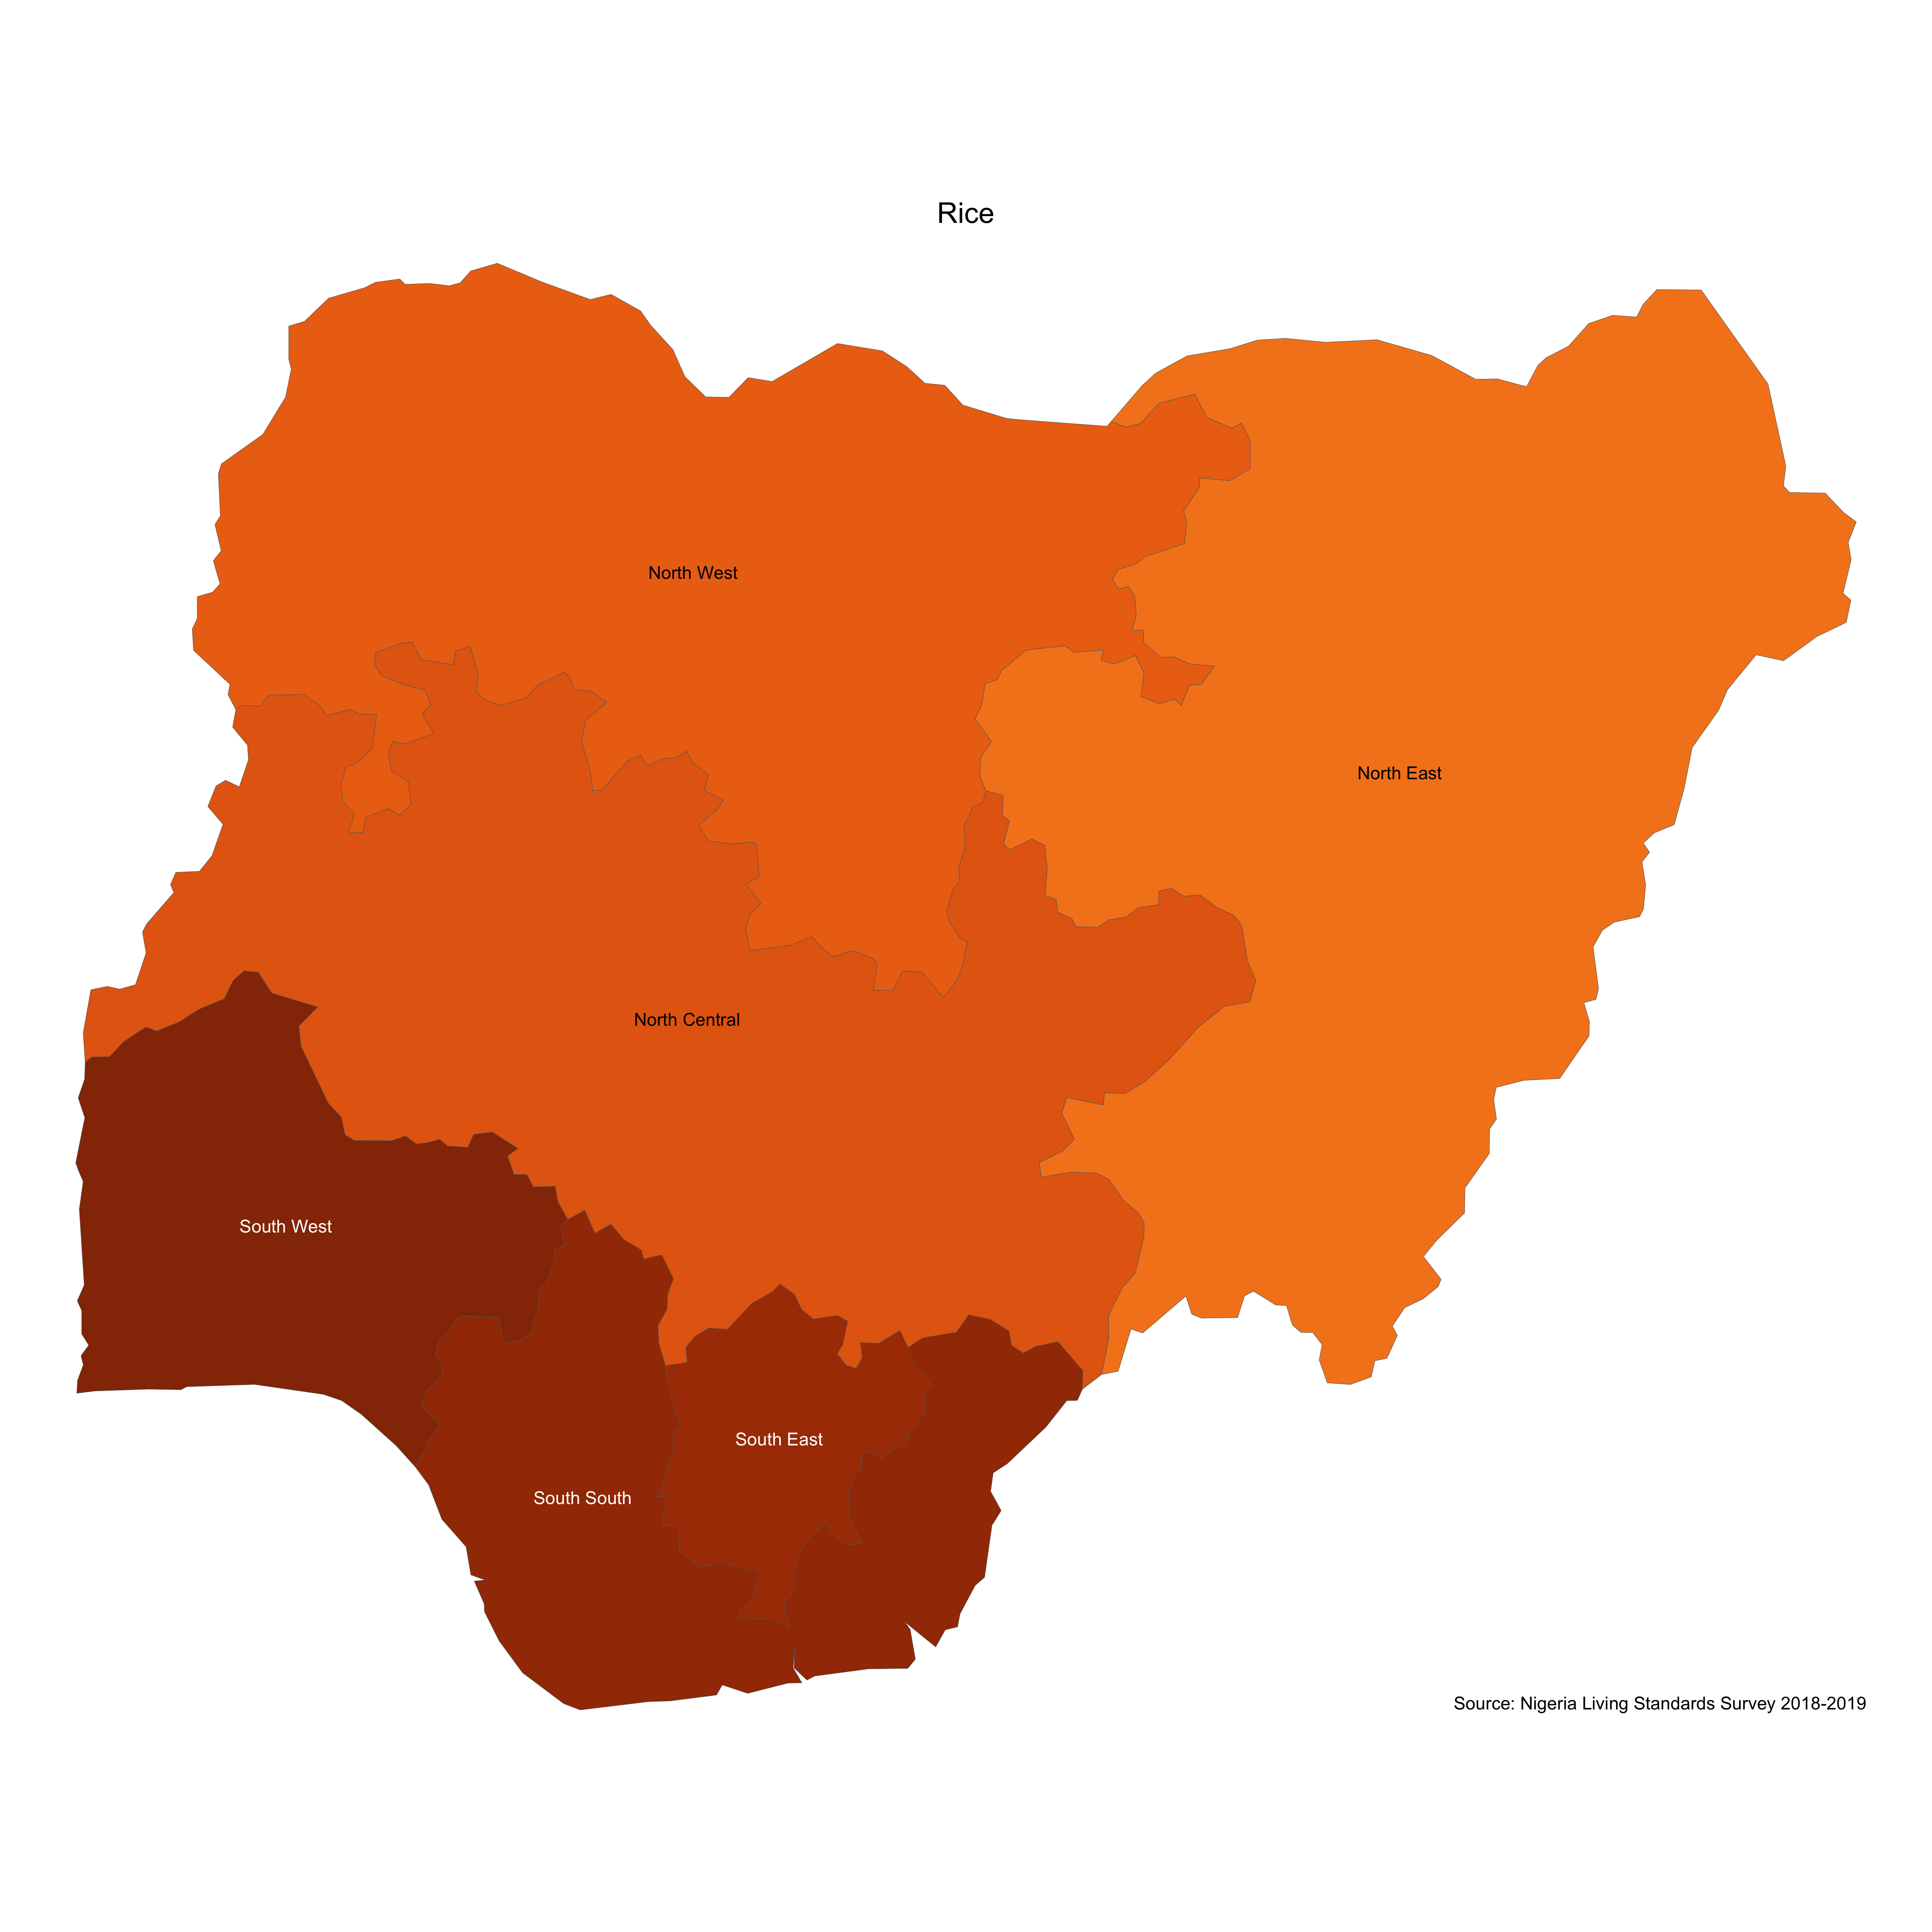 Rice
North West
North East
North Central
South West
South East
South South
Source: Nigeria Living Standards Survey 2018-2019